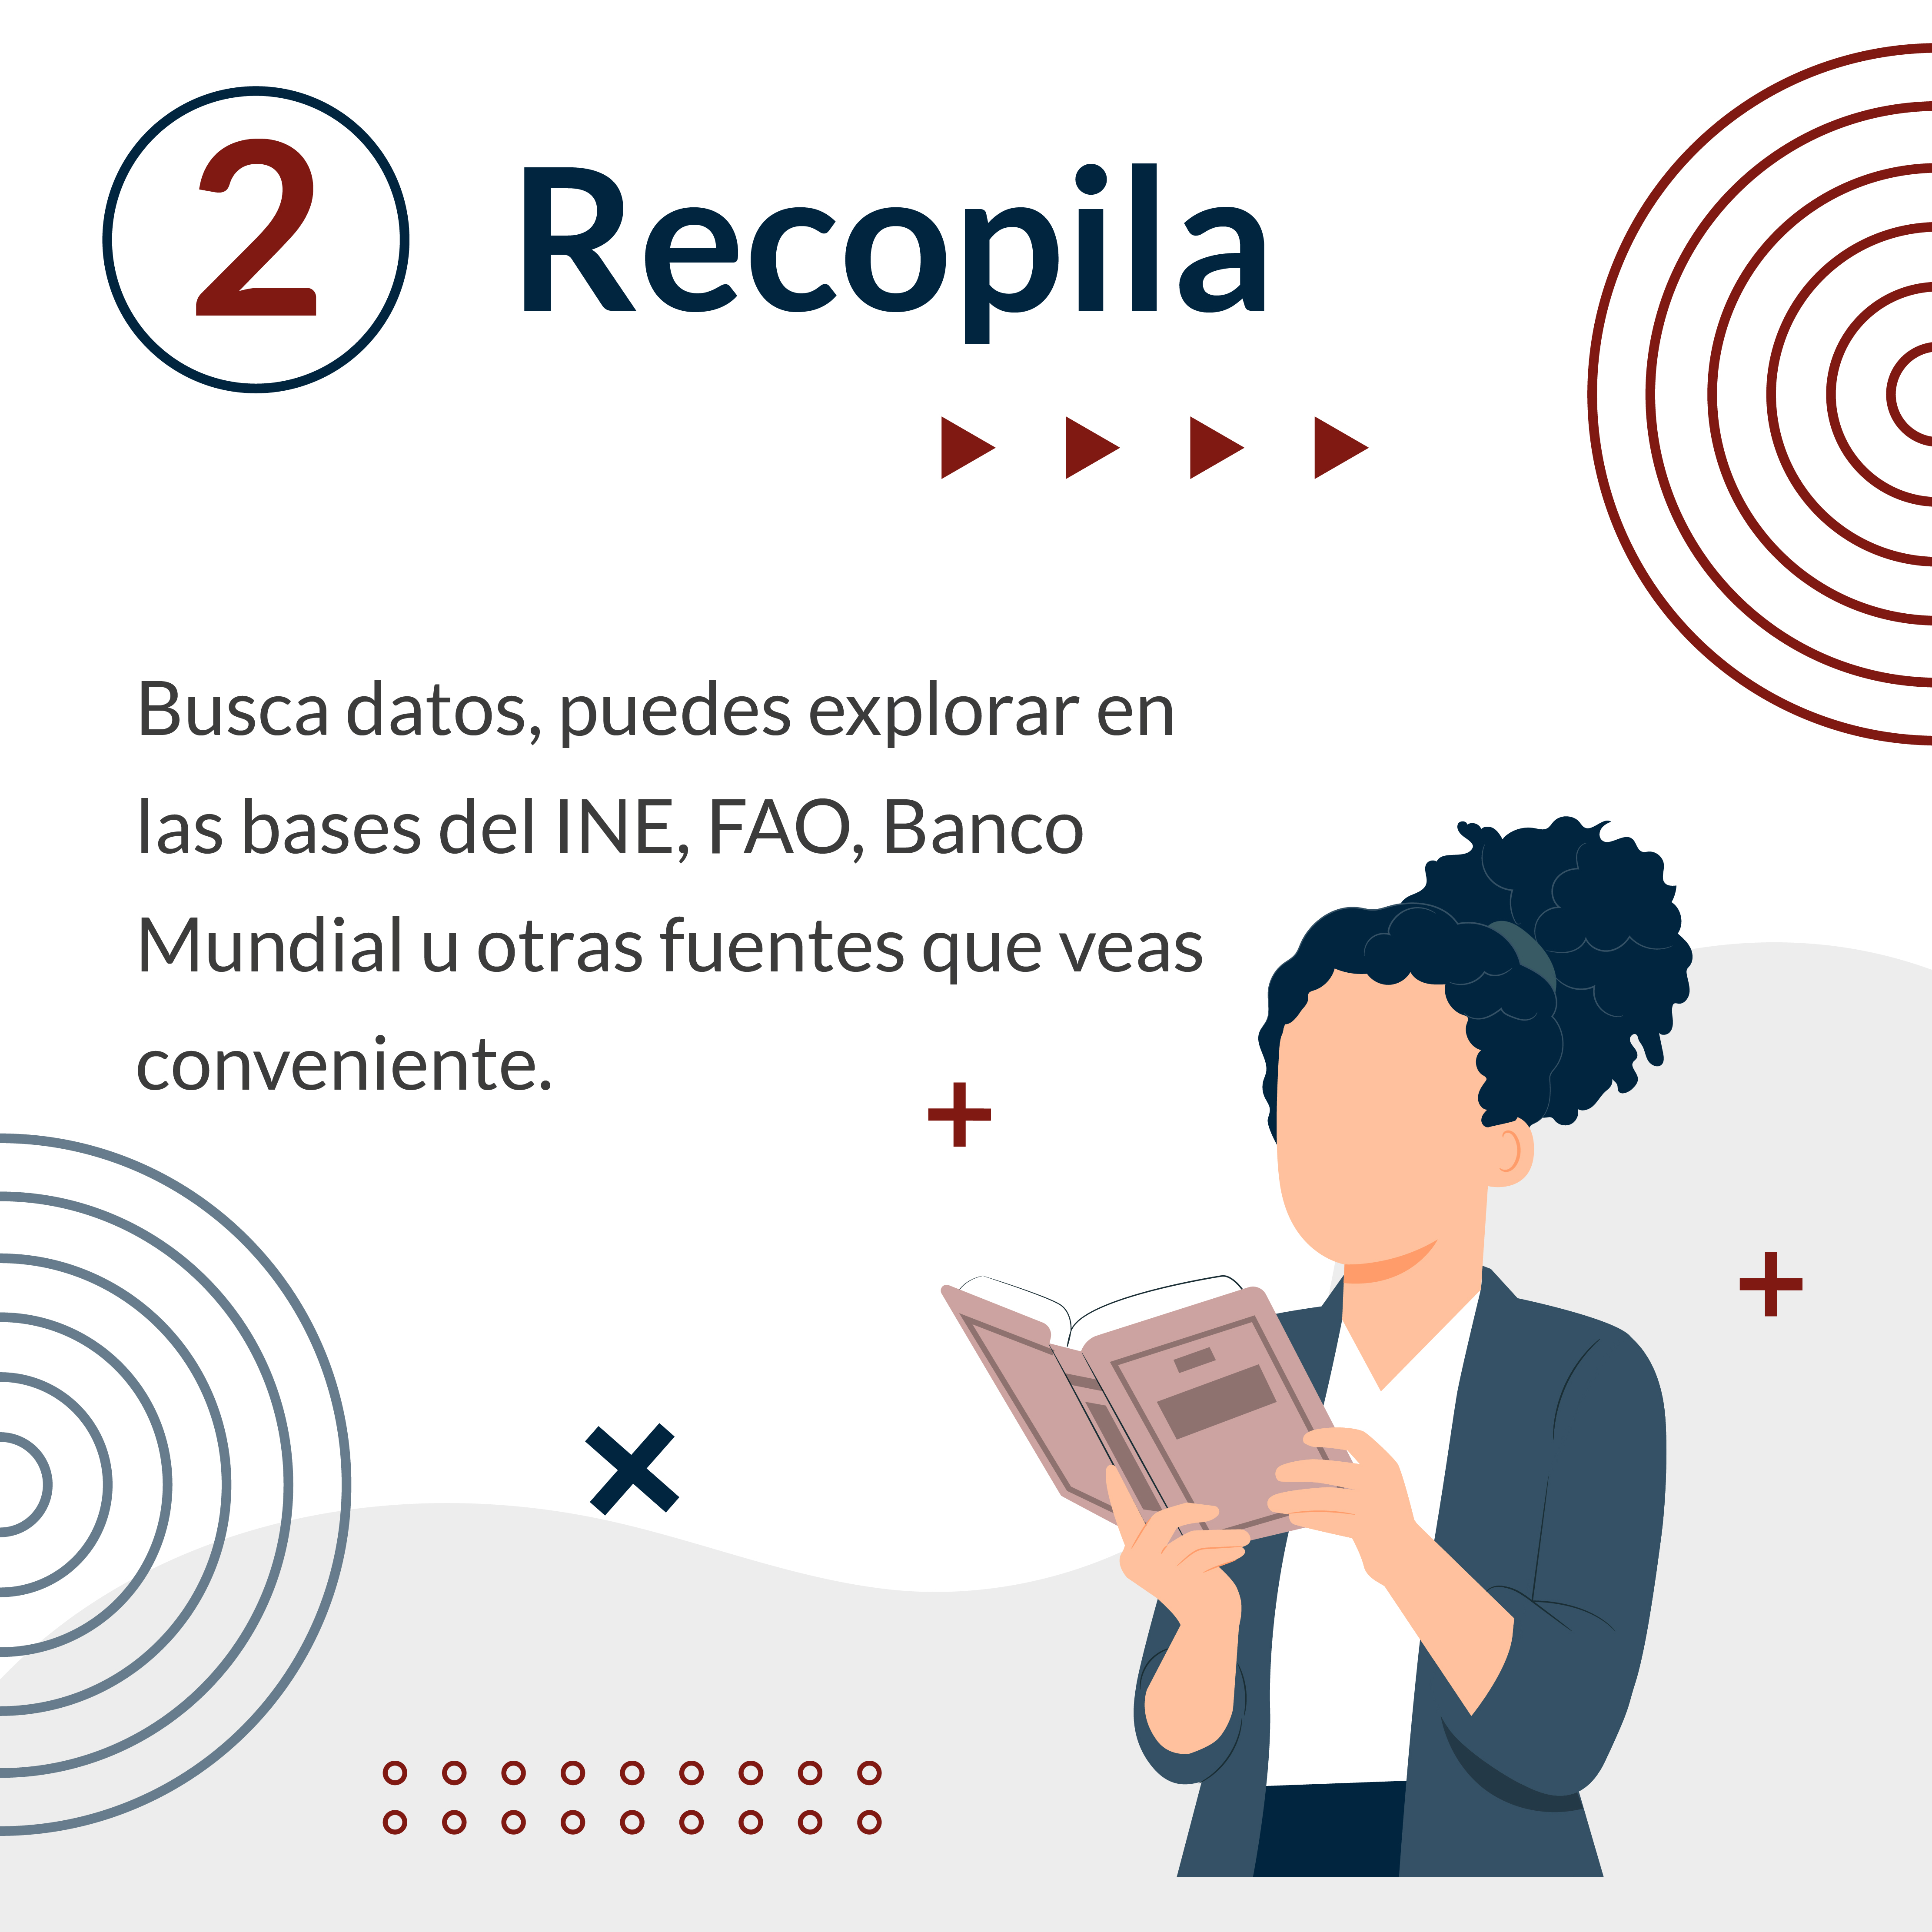 2
Recopila
Busca datos, puedes explorar en
las bases del INE, FAO, Banco
Mundial u otras fuentes que veas
conveniente.